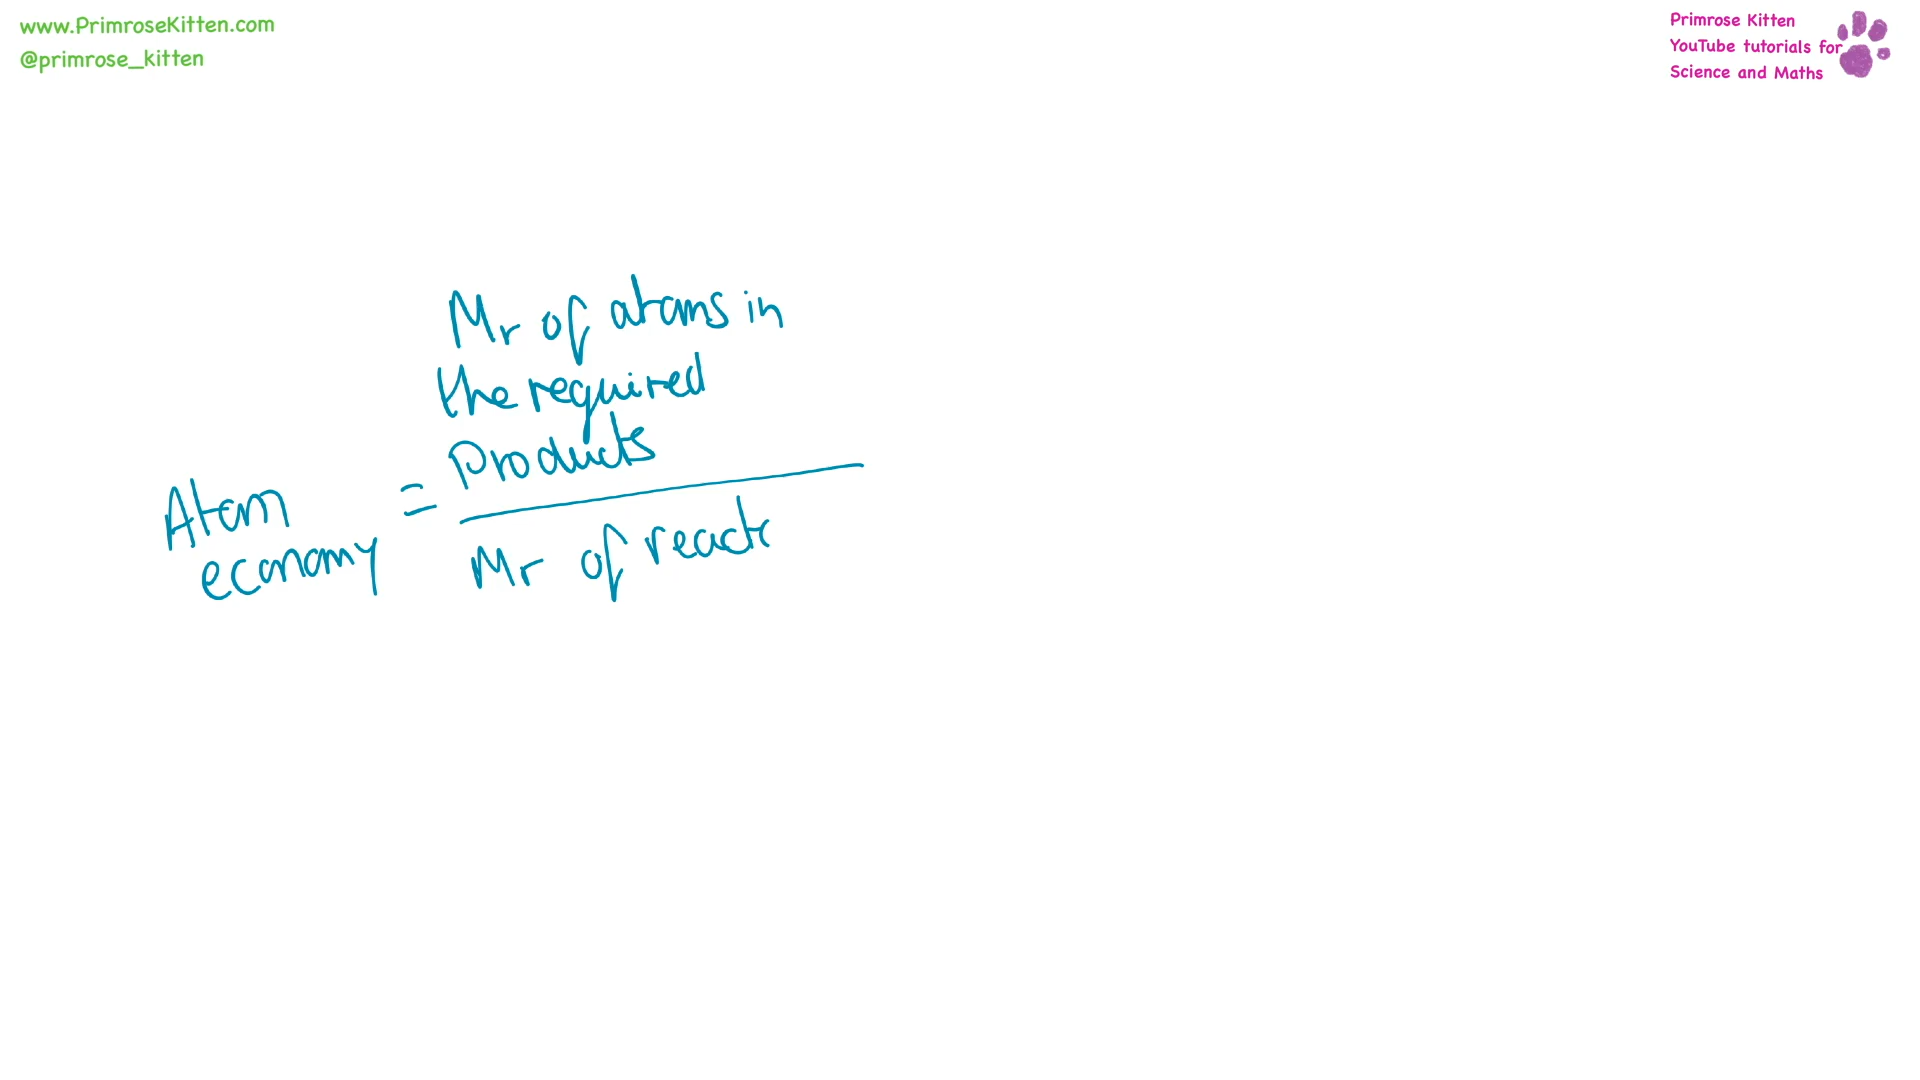 www.PrimroseKitten.com
@primrose_kitten
Primrose Kitten
YouTube tutorials for
Science and Maths
Mr of atoms in
the required
Products
Atom
economy
=
Mr of reacts